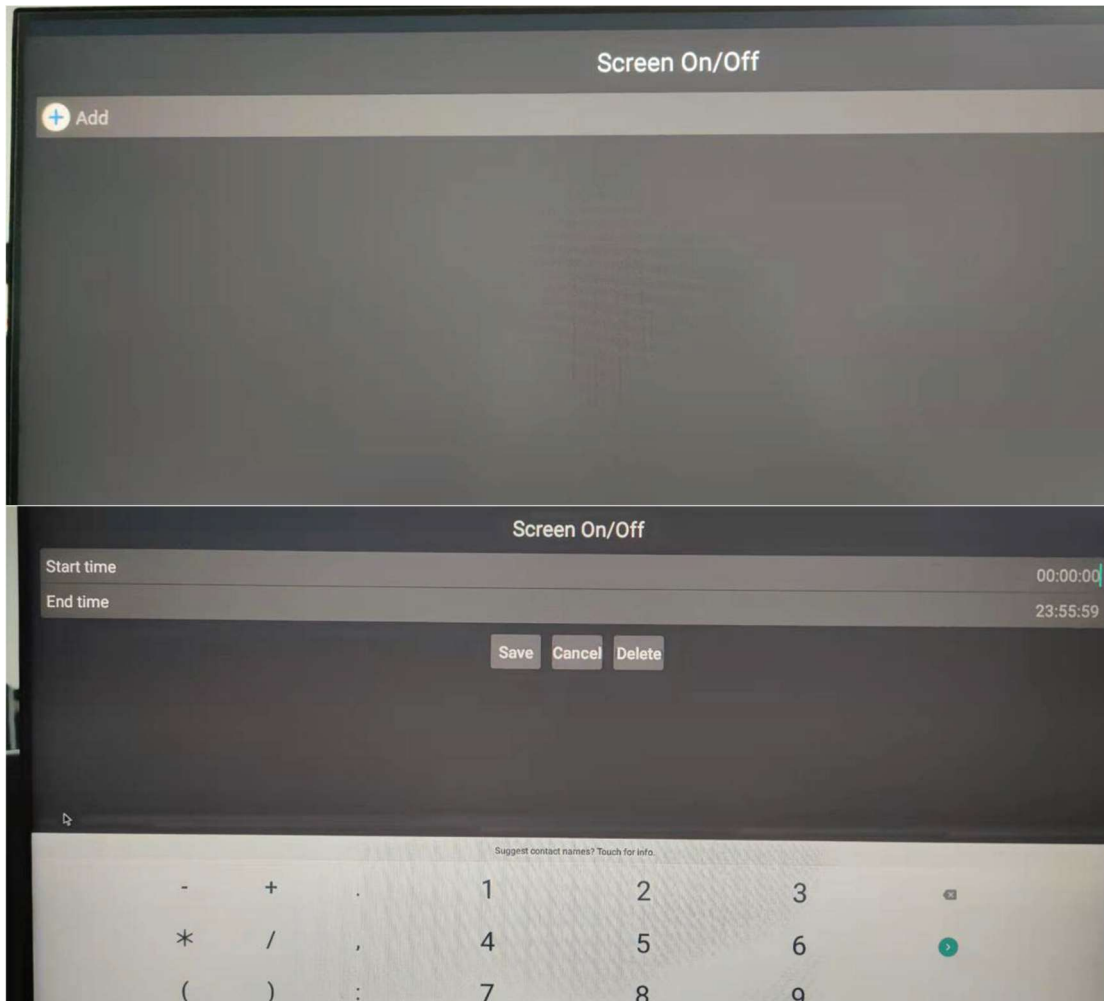 Screen On/Off
Add
Screen On/Off
Start time 00:00:00
End time 23:55:59
Save Cancel Delete
Suggest contact names? Touch for info.
- + . 1 2 3
* / , 4 5 6
( ) : 7 8 9